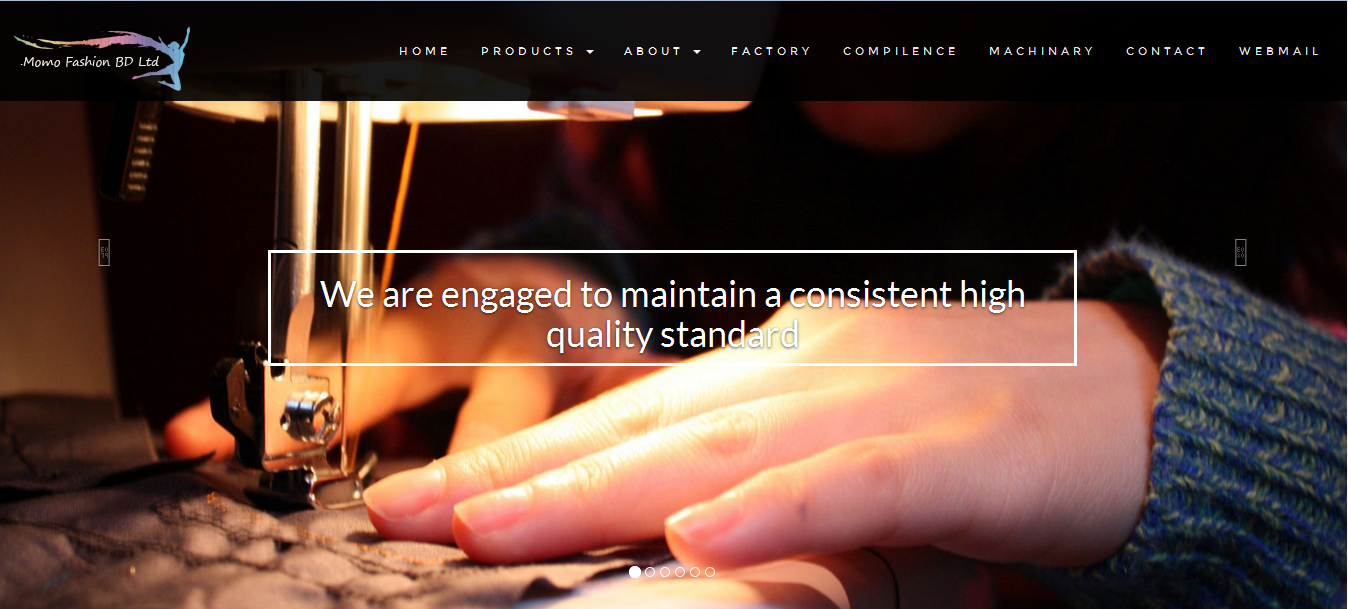 .Momo Fashion BD Ltd
HOME
PRODUCTS
ABOUT
FACTORY
COMPILENCE
MACHINARY
CONTACT
WEBMAIL
We are engaged to maintain a consistent high
quality standard